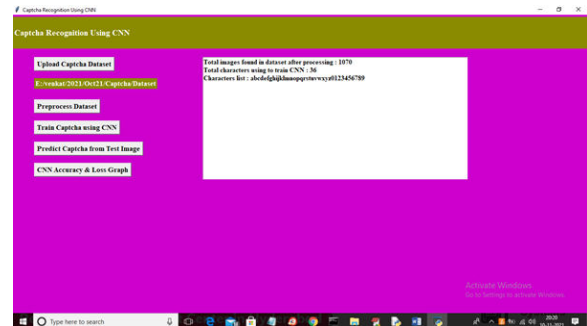 Captcha Recognition Using CNN
Captcha Recognition Using CNN
Upload Captcha Dataset
E:/venkat/2021/Oct21/Captcha/Dataset
Preprocess Dataset
Train Captcha using CNN
Predict Captcha from Test Image
CNN Accuracy & Loss Graph
Total images found in dataset after processing : 1070
Total characters using to train CNN : 36
Characters list : abcdefghijklmnopqrstuvwxyz0123456789
Activate Windows
Go to Settings to activate Windows.
Type here to search
20:20